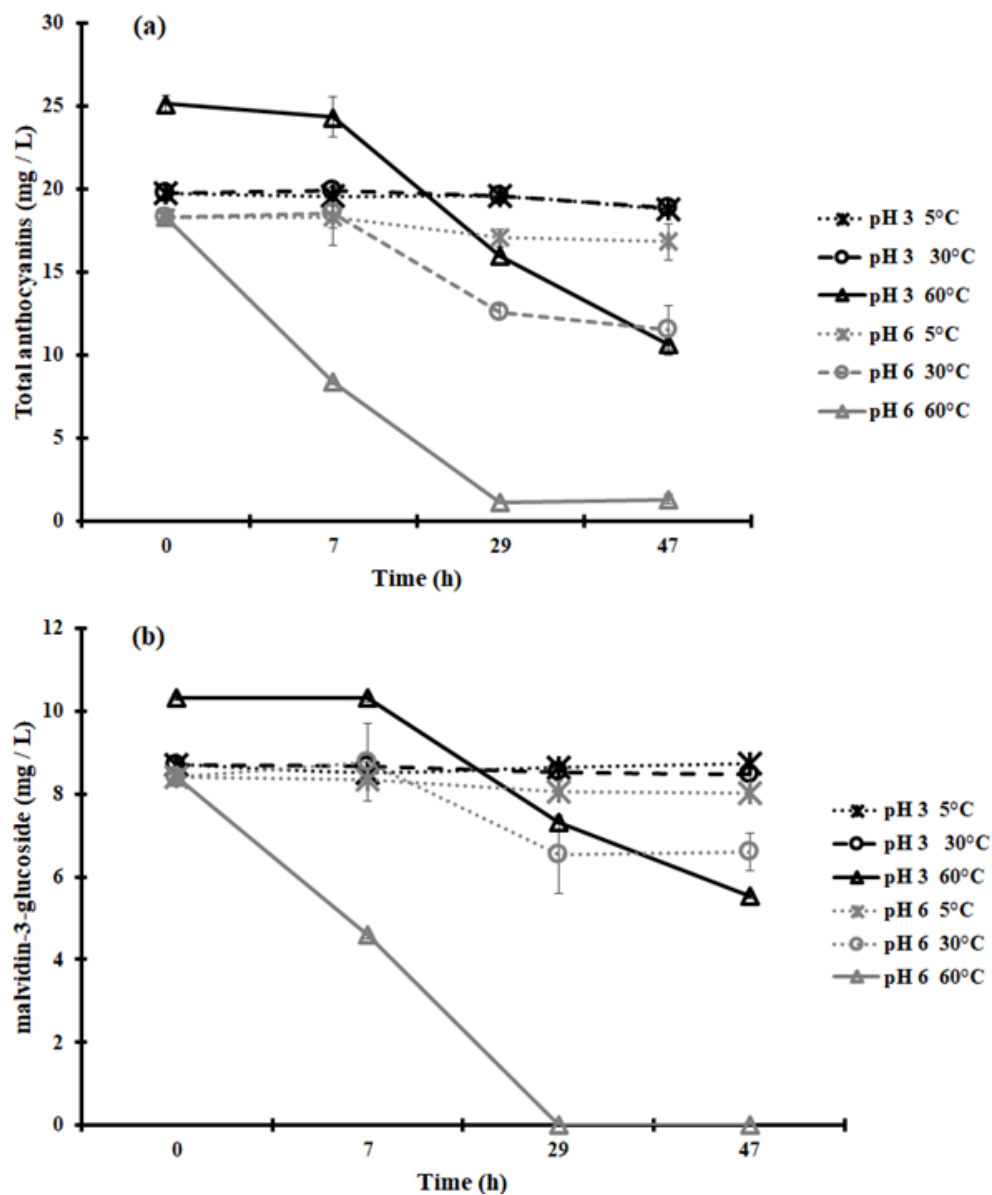 (a)
30
25
20
15
10
5
0
Total anthocyanins (mg / L)
0 7 29 47
Time (h)
pH 3 5°C
pH 3 30°C
pH 3 60°C
pH 6 5°C
pH 6 30°C
pH 6 60°C
(b)
12
10
8
6
4
2
0
malvidin-3-glucoside (mg / L)
0 7 29 47
Time (h)
pH 3 5°C
pH 3 30°C
pH 3 60°C
pH 6 5°C
pH 6 30°C
pH 6 60°C